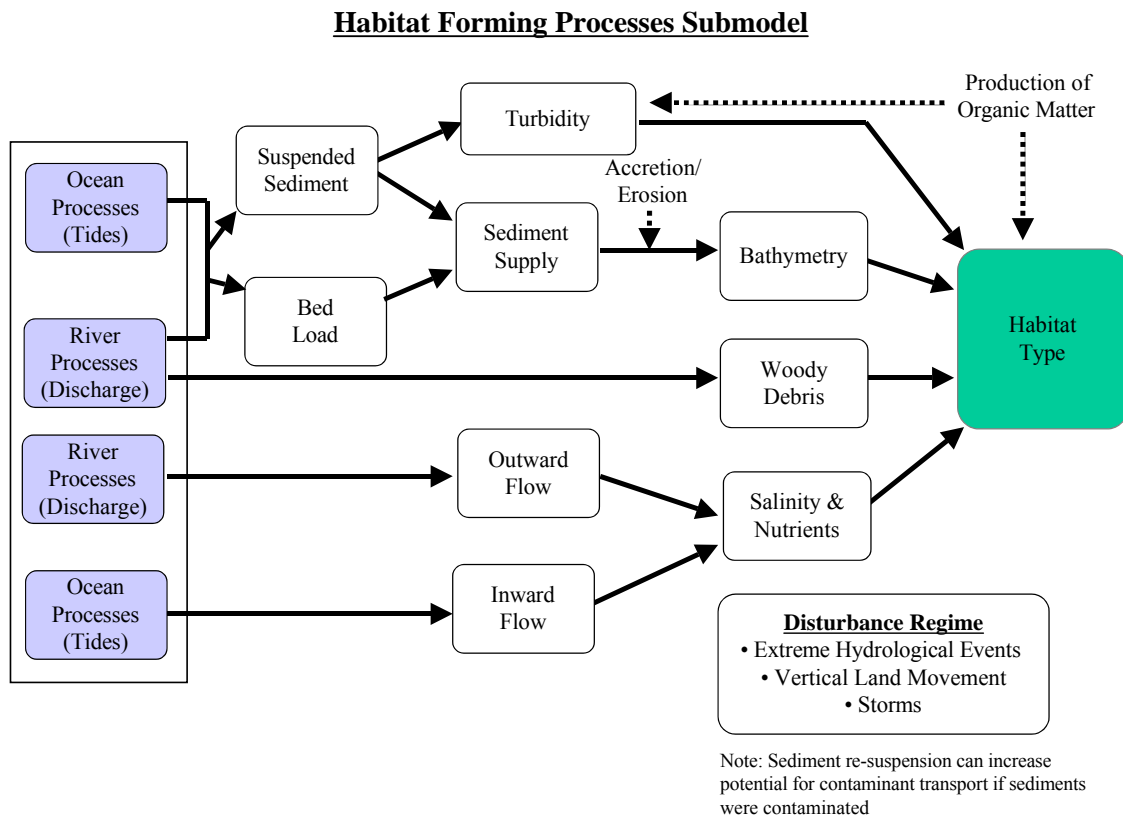 Habitat Forming Processes Submodel
Production of
Organic Matter
Turbidity
Suspended
Sediment
Accretion/
Erosion
Ocean
Processes
(Tides)
Sediment
Supply
Bathymetry
Bed
Load
Habitat
Type
River
Processes
(Discharge)
Woody
Debris
River
Processes
(Discharge)
Outward
Flow
Salinity &
Nutrients
Ocean
Processes
(Tides)
Inward
Flow
Disturbance Regime
• Extreme Hydrological Events
• Vertical Land Movement
• Storms
Note: Sediment re-suspension can increase
potential for contaminant transport if sediments
were contaminated